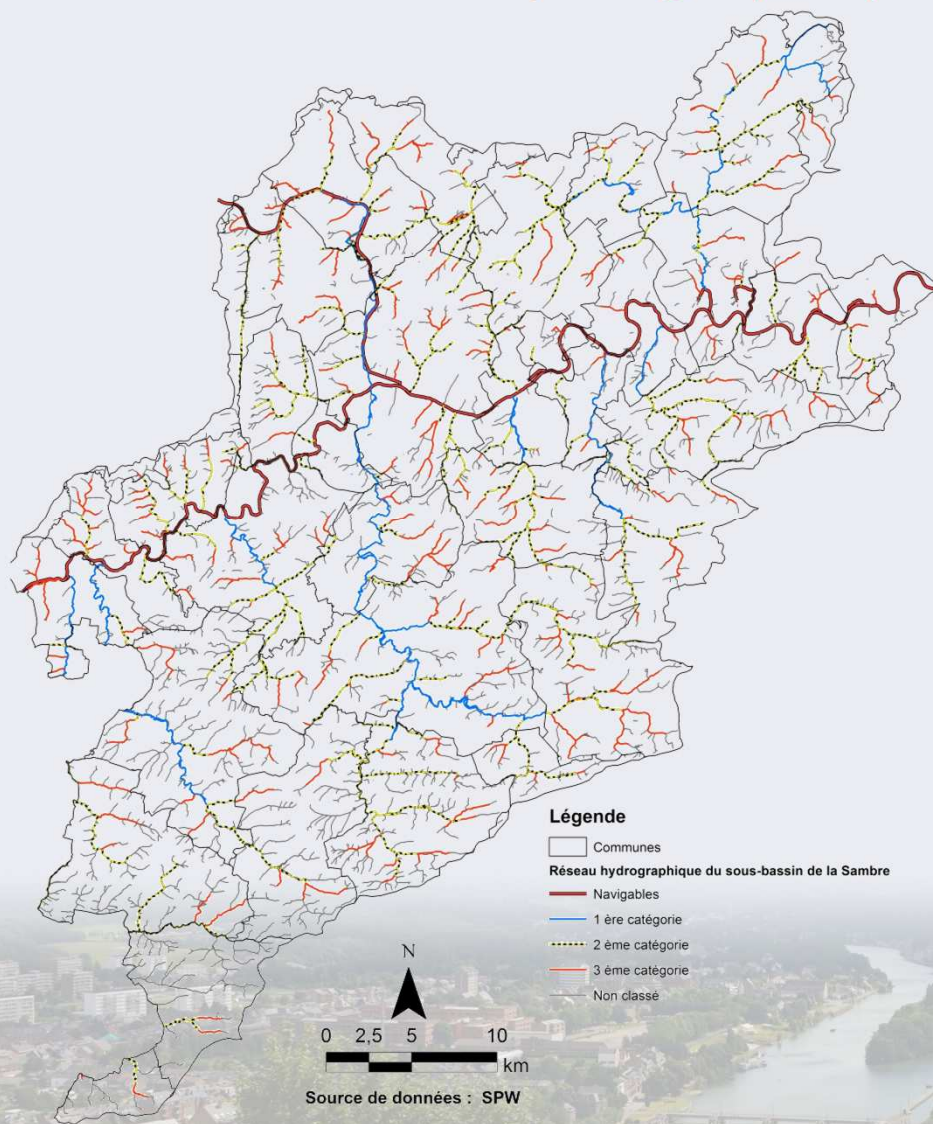 Légende
Communes
Réseau hydrographique du sous-bassin de la Sambre
Navigables
1 ère catégorie
2 ème catégorie
3 éme catégorie
Non classé
N
0 2,5 5 10
km
Source de données : SPW